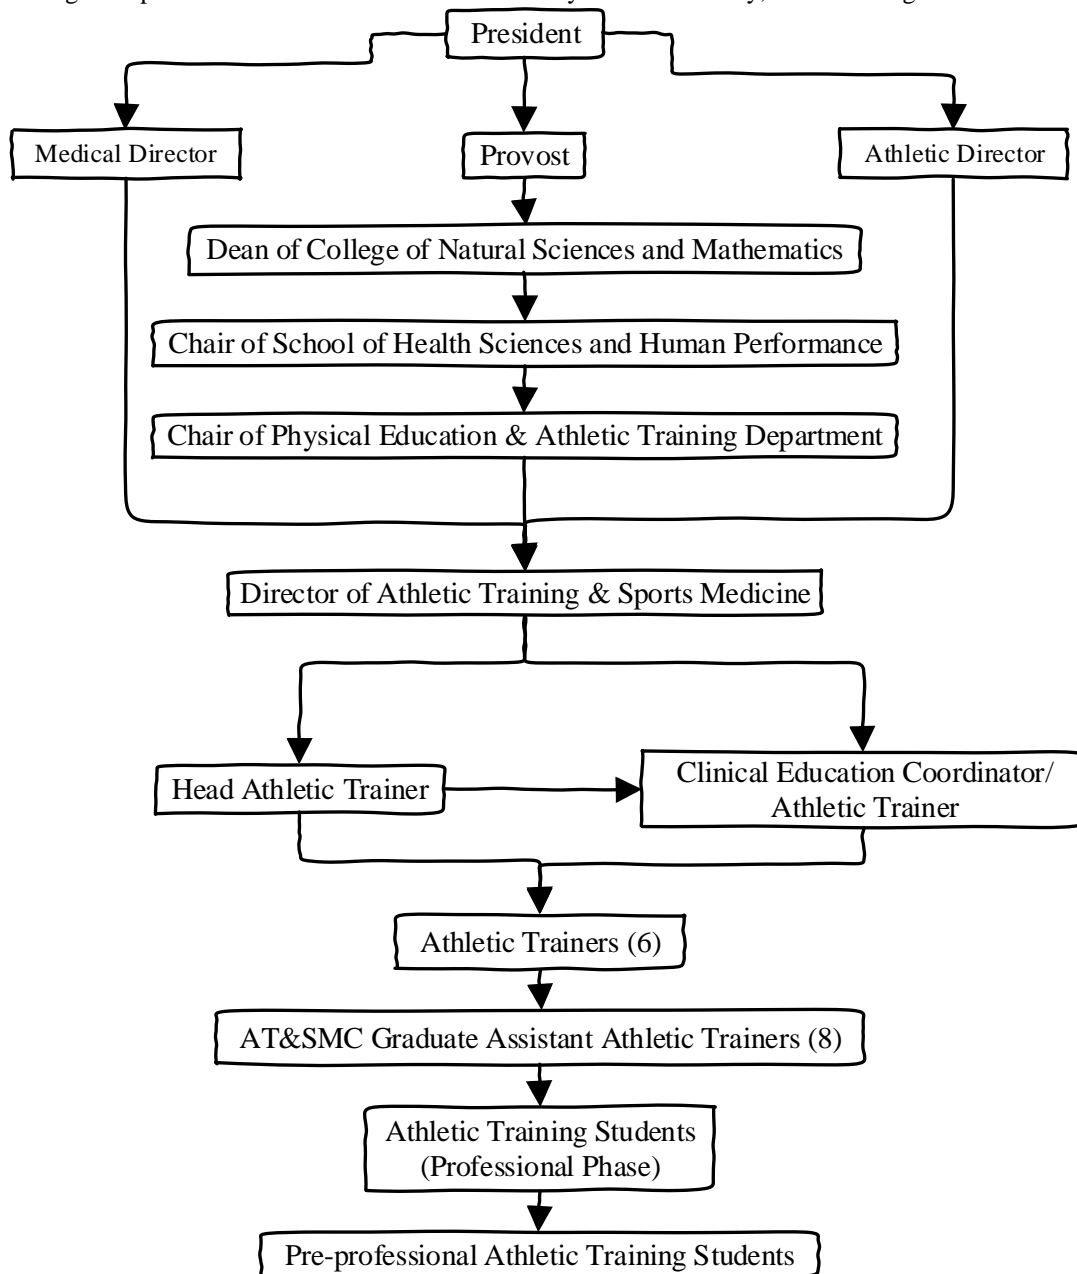 President
Medical Director
Provost
Athletic Director
Dean of College of Natural Sciences and Mathematics
Chair of School of Health Sciences and Human Performance
Chair of Physical Education & Athletic Training Department
Director of Athletic Training & Sports Medicine
Head Athletic Trainer
Clinical Education Coordinator/
Athletic Trainer
Athletic Trainers (6)
AT&SMC Graduate Assistant Athletic Trainers (8)
Athletic Training Students
(Professional Phase)
Pre-professional Athletic Training Students